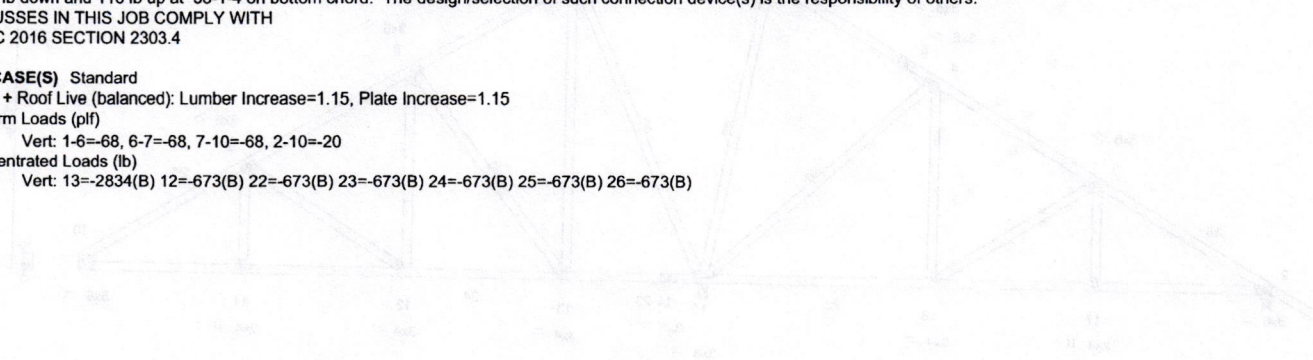 lb down and 110 lb up at 30-1-4 on bottom chord. The design/selection of such connection device(s) is the responsibility of others.
USSES IN THIS JOB COMPLY WITH
C 2016 SECTION 2303.4
CASE(S) Standard
+ Roof Live (balanced): Lumber Increase=1.15, Plate Increase=1.15
rm Loads (plf)
Vert: 1-6=-68, 6-7=-68, 7-10=-68, 2-10=-20
entrated Loads (lb)
Vert: 13=-2834(B) 12=-673(B) 22=-673(B) 23=-673(B) 24=-673(B) 25=-673(B) 26=-673(B)